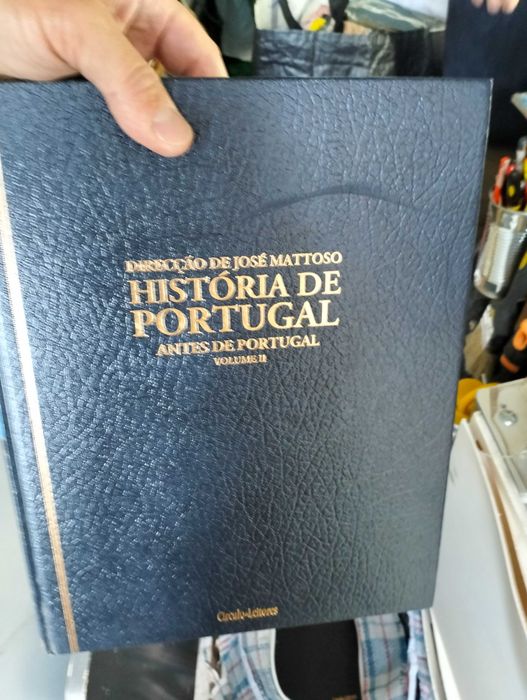 DIRECÇÃO DE JOSÉ MATTOSO
HISTÓRIA DE
PORTUGAL
ANTES DE PORTUGAL
VOLUME II
Círculo de Leitores